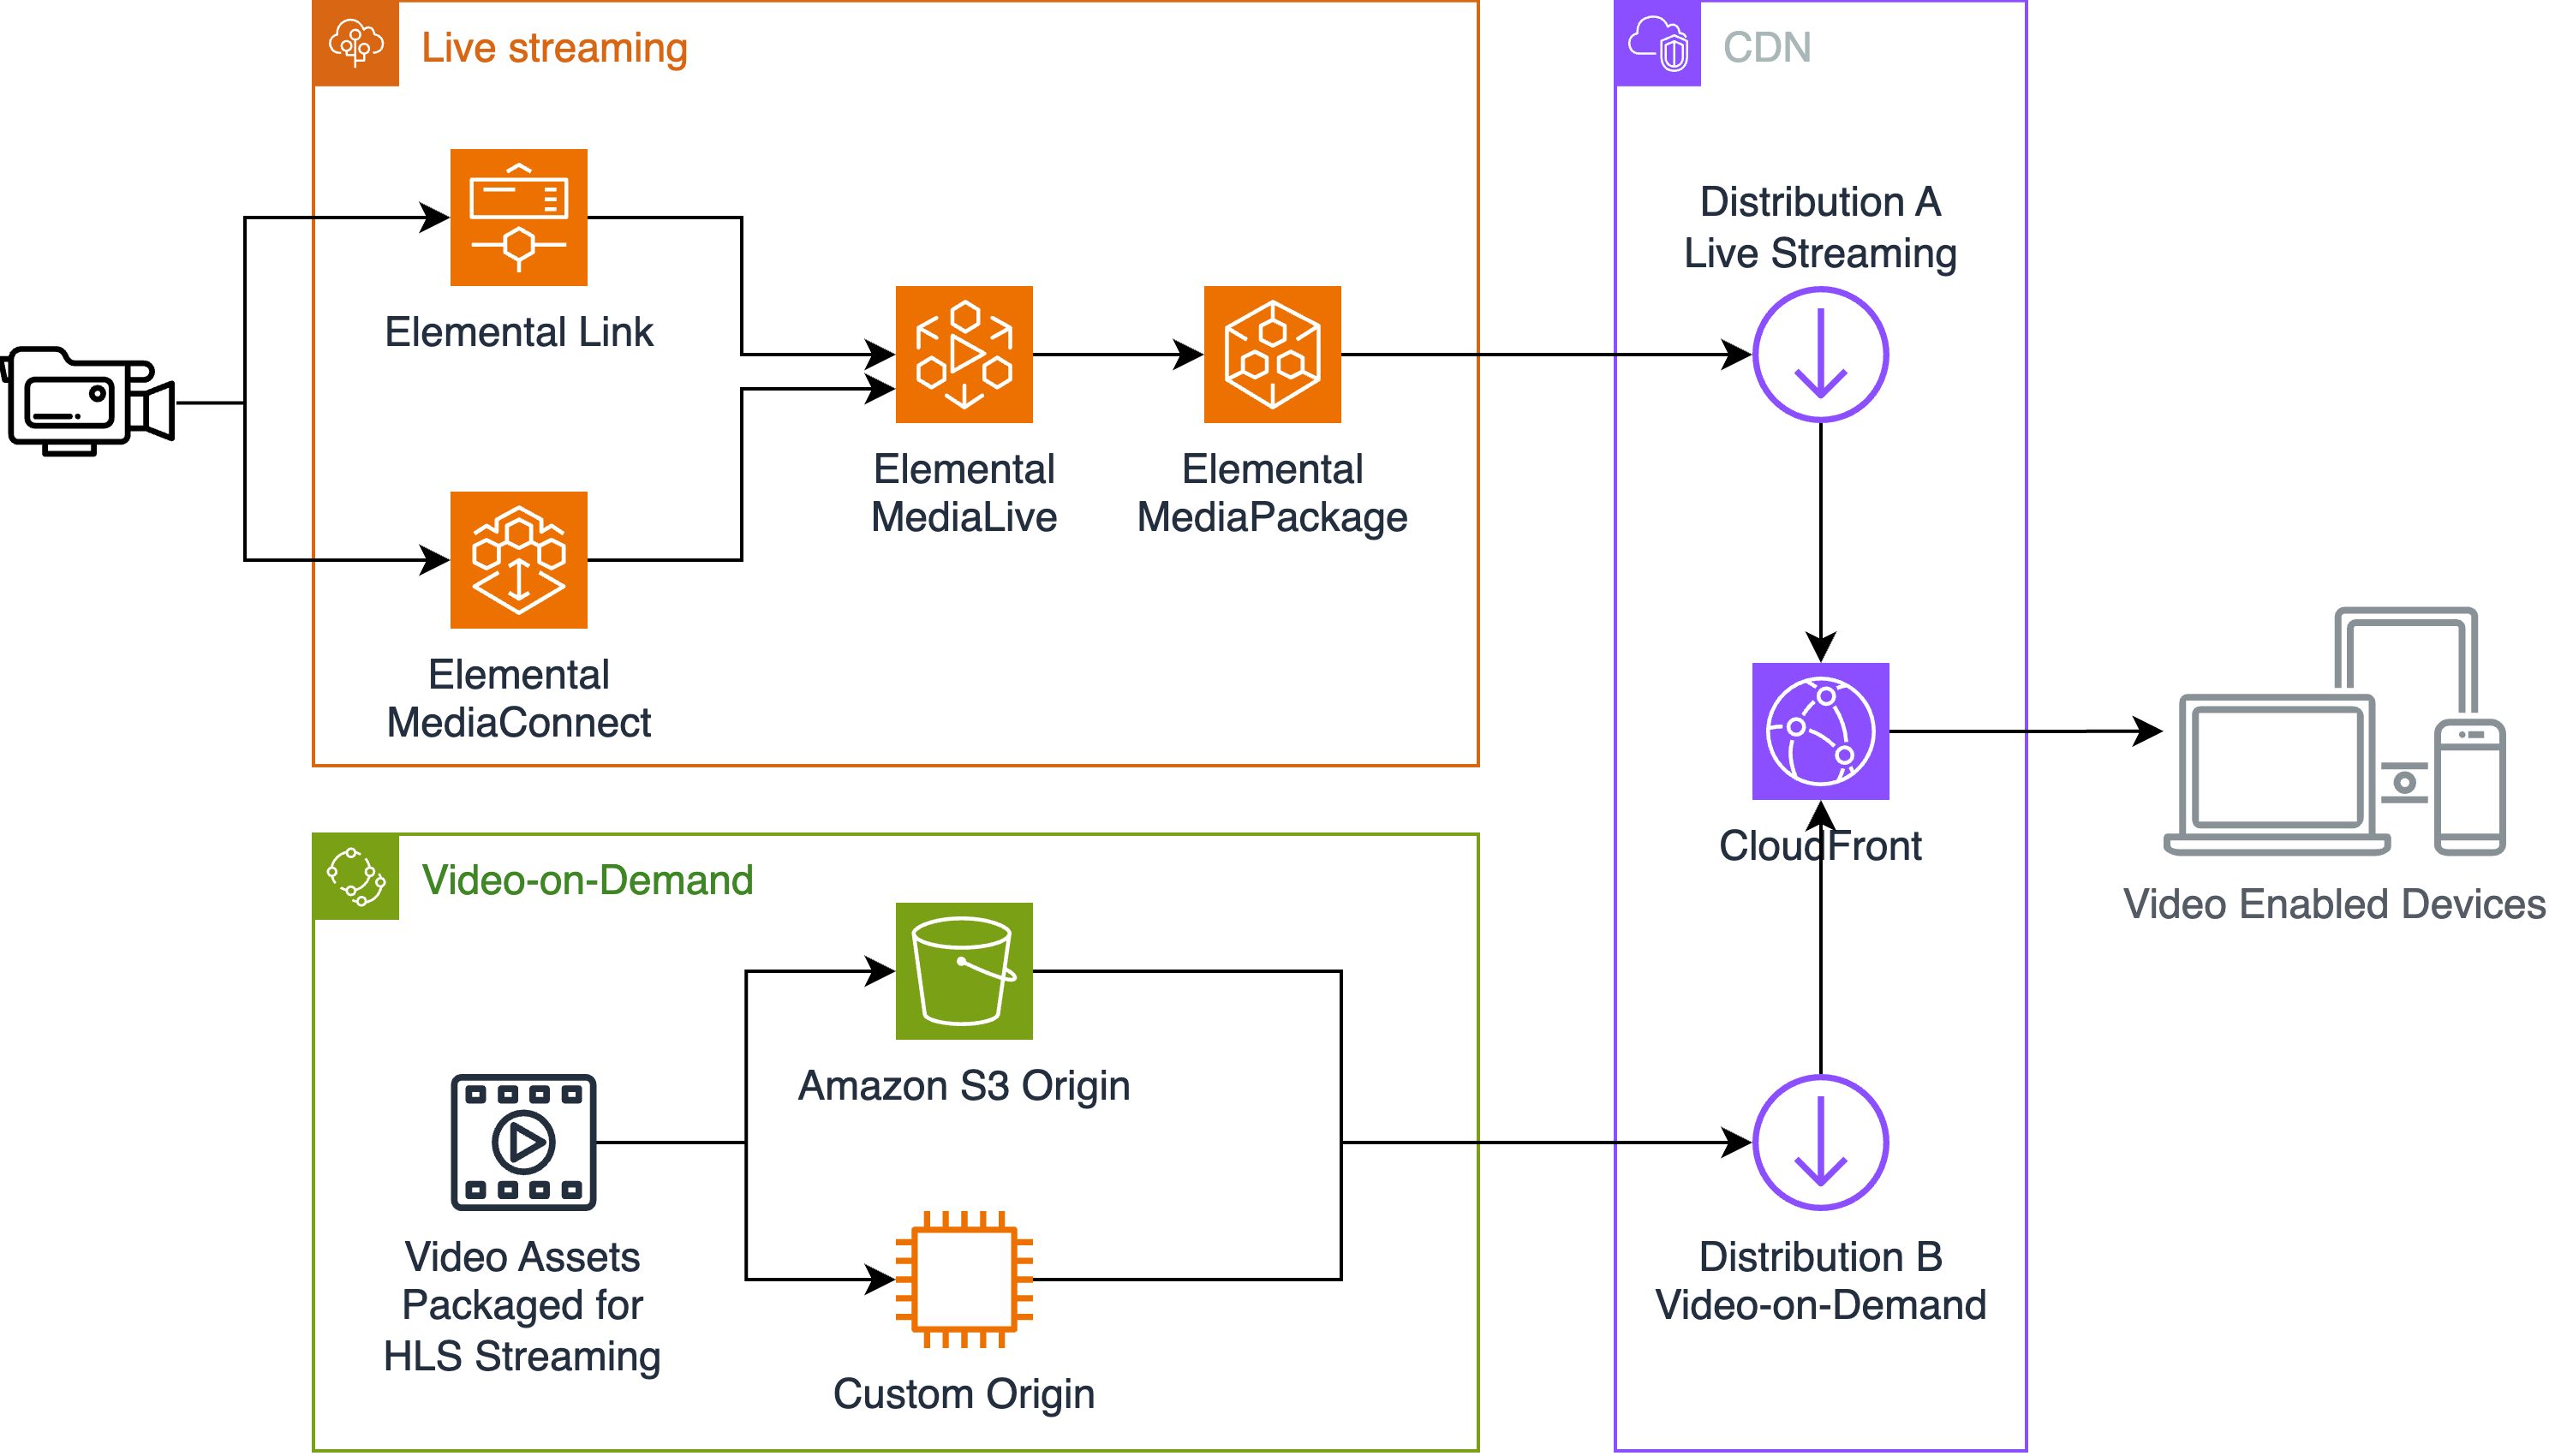 Live streaming
CDN
Distribution A
Live Streaming
Elemental Link
Elemental
MediaLive
Elemental
MediaPackage
Elemental
MediaConnect
CloudFront
Video Enabled Devices
Video-on-Demand
Amazon S3 Origin
Video Assets
Packaged for
HLS Streaming
Custom Origin
Distribution B
Video-on-Demand